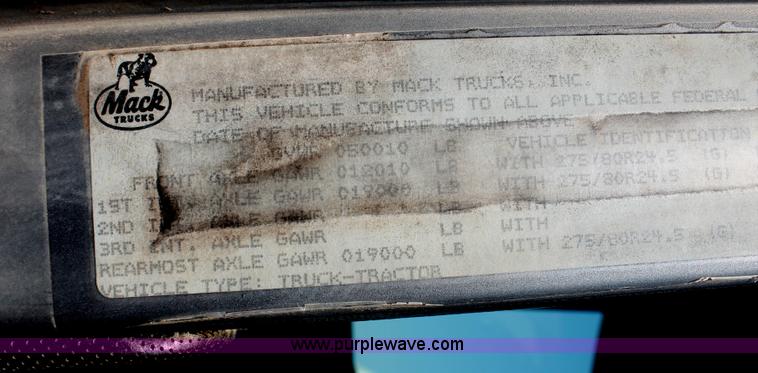 Mack
TRUCKS
MANUFACTURED BY MACK TRUCKS, INC.
THIS VEHICLE CONFORMS TO ALL APPLICABLE FEDERAL
DATE OF MANUFACTURE SHOWN ABOVE
GVWR 050010 LB VEHICLE IDENTIFICATION
FRONT AXLE GAWR 012010 LB WITH 275/80R24.5 (G)
1ST INT. AXLE GAWR 019000 LB WITH 275/80R24.5 (G)
2ND INT. AXLE GAWR LB WITH
3RD INT. AXLE GAWR LB WITH
REARMOST AXLE GAWR 019000 LB WITH 275/80R24.5 (G)
VEHICLE TYPE: TRUCK-TRACTOR
www.purplewave.com